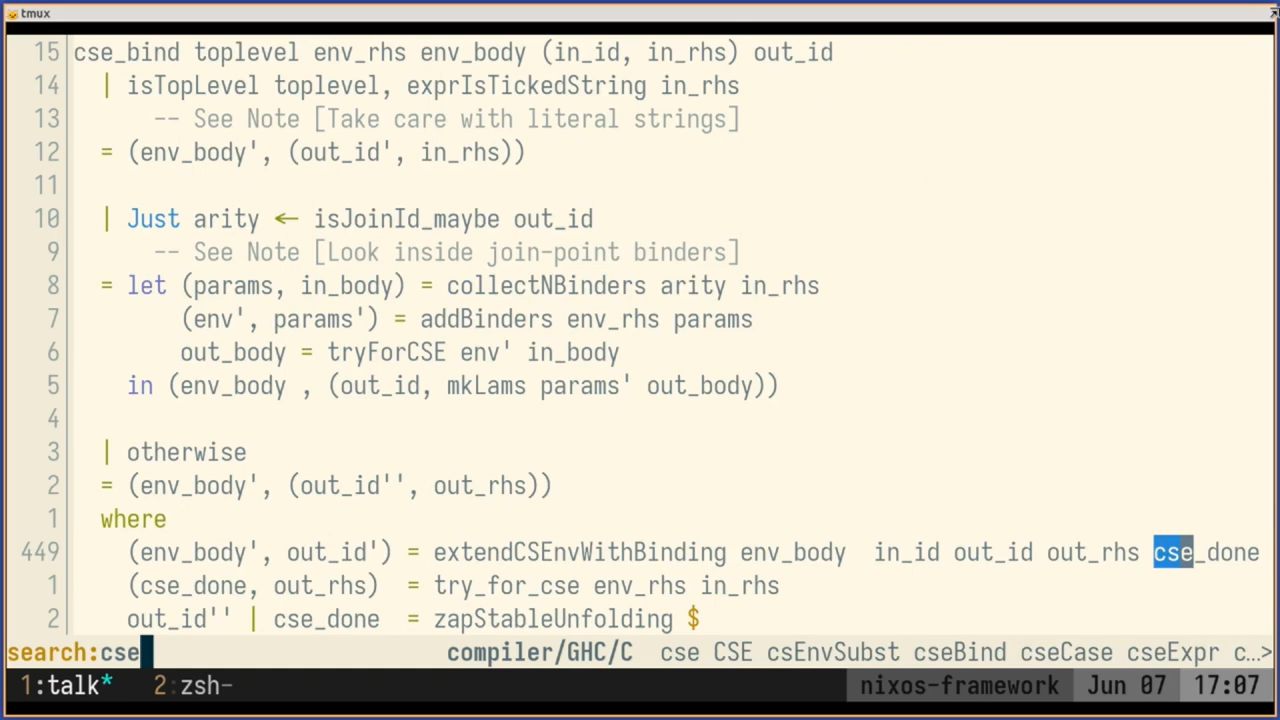 tmux
15 cse_bind toplevel env_rhs env_body (in_id, in_rhs) out_id
14   | isTopLevel toplevel, exprIsTickedString in_rhs
13       -- See Note [Take care with literal strings]
12   = (env_body', (out_id', in_rhs))
11
10   | Just arity ← isJoinId_maybe out_id
9       -- See Note [Look inside join-point binders]
8   = let (params, in_body) = collectNBinders arity in_rhs
7         (env', params') = addBinders env_rhs params
6         out_body = tryForCSE env' in_body
5     in (env_body , (out_id, mkLams params' out_body))
4
3   | otherwise
2   = (env_body', (out_id'', out_rhs))
1   where
449     (env_body', out_id') = extendCSEnvWithBinding env_body  in_id out_id out_rhs cse_done
1     (cse_done, out_rhs)  = try_for_cse env_rhs in_rhs
2     out_id'' | cse_done  = zapStableUnfolding $
search:cse compiler/GHC/C cse CSE csEnvSubst cseBind cseCase cseExpr c…>
1:talk* 2:zsh- nixos-framework Jun 07 17:07